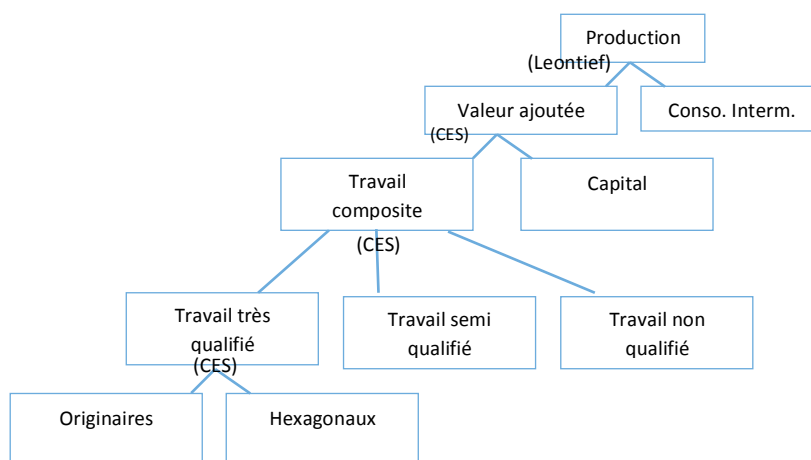 Production
(Leontief)
Valeur ajoutée
Conso. Interm.
(CES)
Travail
composite
Capital
(CES)
Travail très
qualifié
Travail semi
qualifié
Travail non
qualifié
(CES)
Originaires
Hexagonaux